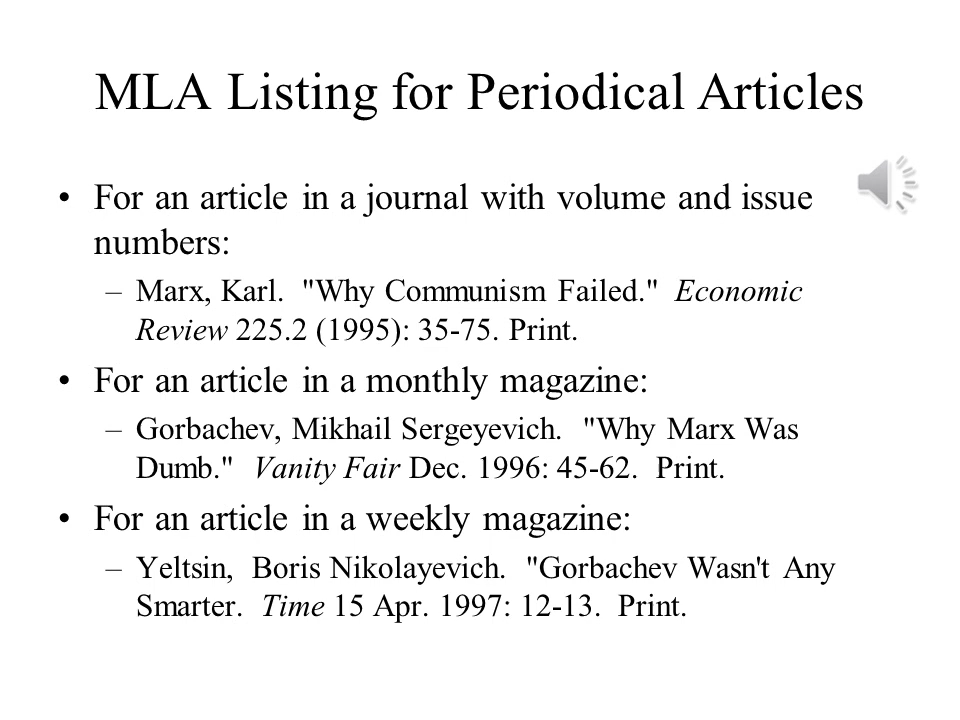 MLA Listing for Periodical Articles
• For an article in a journal with volume and issue
numbers:
– Marx, Karl.  "Why Communism Failed."  Economic
Review 225.2 (1995): 35-75. Print.
• For an article in a monthly magazine:
– Gorbachev, Mikhail Sergeyevich.  "Why Marx Was
Dumb."  Vanity Fair Dec. 1996: 45-62.  Print.
• For an article in a weekly magazine:
– Yeltsin,  Boris Nikolayevich.  "Gorbachev Wasn't Any
Smarter.  Time 15 Apr. 1997: 12-13.  Print.